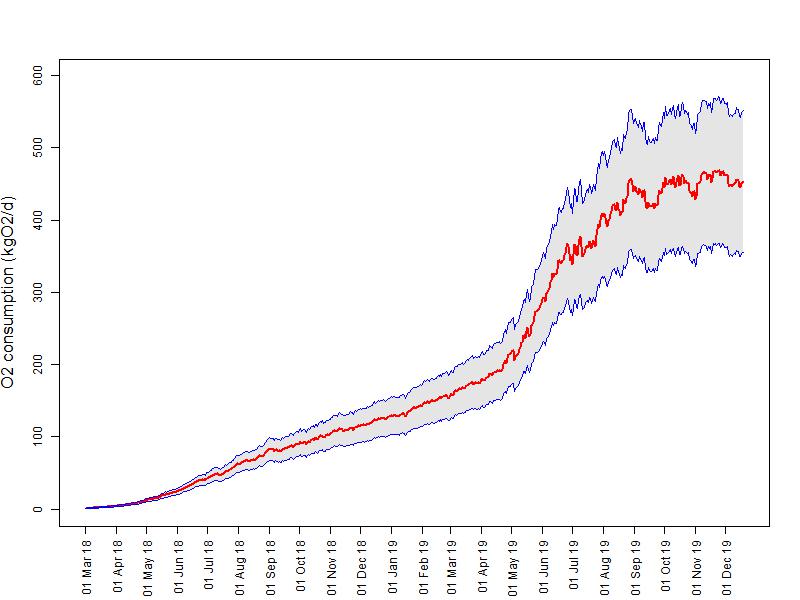 O2 consumption (kgO2/d)
600
500
400
300
200
100
0
01 Mar 18
01 Apr 18
01 May 18
01 Jun 18
01 Jul 18
01 Aug 18
01 Sep 18
01 Oct 18
01 Nov 18
01 Dec 18
01 Jan 19
01 Feb 19
01 Mar 19
01 Apr 19
01 May 19
01 Jun 19
01 Jul 19
01 Aug 19
01 Sep 19
01 Oct 19
01 Nov 19
01 Dec 19